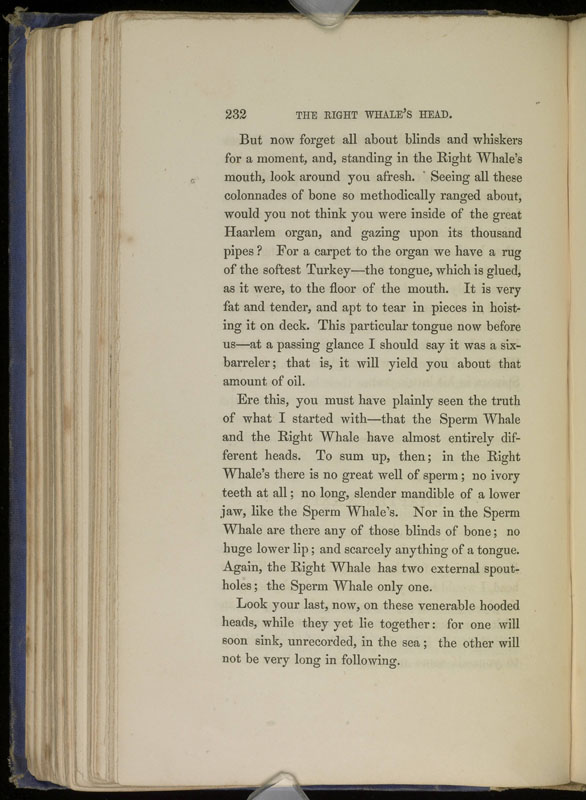 232 THE RIGHT WHALE'S HEAD.
But now forget all about blinds and whiskers
for a moment, and, standing in the Right Whale's
mouth, look around you afresh. Seeing all these
colonnades of bone so methodically ranged about,
would you not think you were inside of the great
Haarlem organ, and gazing upon its thousand
pipes? For a carpet to the organ we have a rug
of the softest Turkey—the tongue, which is glued,
as it were, to the floor of the mouth. It is very
fat and tender, and apt to tear in pieces in hoist-
ing it on deck. This particular tongue now before
us—at a passing glance I should say it was a six-
barreler; that is, it will yield you about that
amount of oil.
Ere this, you must have plainly seen the truth
of what I started with—that the Sperm Whale
and the Right Whale have almost entirely dif-
ferent heads. To sum up, then; in the Right
Whale's there is no great well of sperm; no ivory
teeth at all; no long, slender mandible of a lower
jaw, like the Sperm Whale's. Nor in the Sperm
Whale are there any of those blinds of bone; no
huge lower lip; and scarcely anything of a tongue.
Again, the Right Whale has two external spout-
holes; the Sperm Whale only one.
Look your last, now, on these venerable hooded
heads, while they yet lie together: for one will
soon sink, unrecorded, in the sea; the other will
not be very long in following.